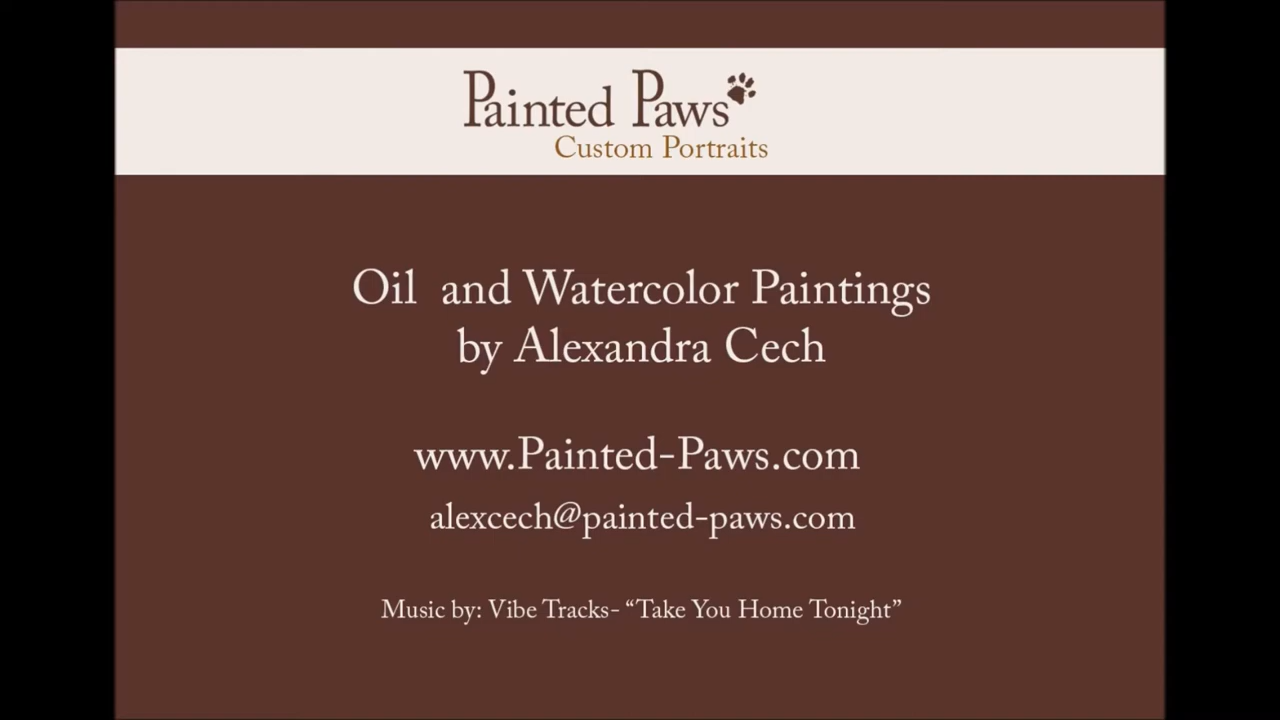 Painted Paws
Custom Portraits
Oil and Watercolor Paintings
by Alexandra Cech
www.Painted-Paws.com
alexcech@painted-paws.com
Music by: Vibe Tracks- “Take You Home Tonight”